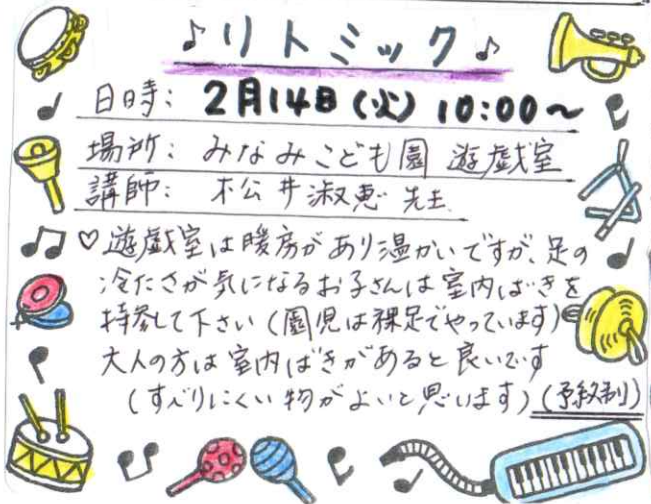 ♪リトミック♪
日時: 2月14日(火) 10:00～
場所: みなみこども園 遊戯室
講師: 松井淑恵 先生
♡遊戯室は暖房があり温かいですが、足の
冷たさが気になるお子さんは室内ばきを
持参して下さい(園児は裸足でやっています)
大人の方は室内ばきがあると良いです
(すべりにくい物がよいと思います)(予約制)